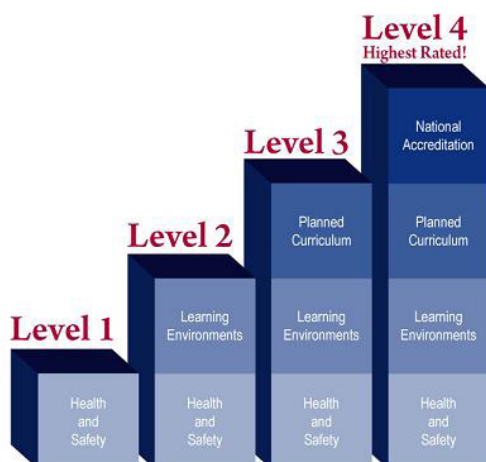 Level 4
Highest Rated!
National
Accreditation
Level 3
Planned
Curriculum
Planned
Curriculum
Level 2
Learning
Environments
Learning
Environments
Learning
Environments
Level 1
Health
and
Safety
Health
and
Safety
Health
and
Safety
Health
and
Safety